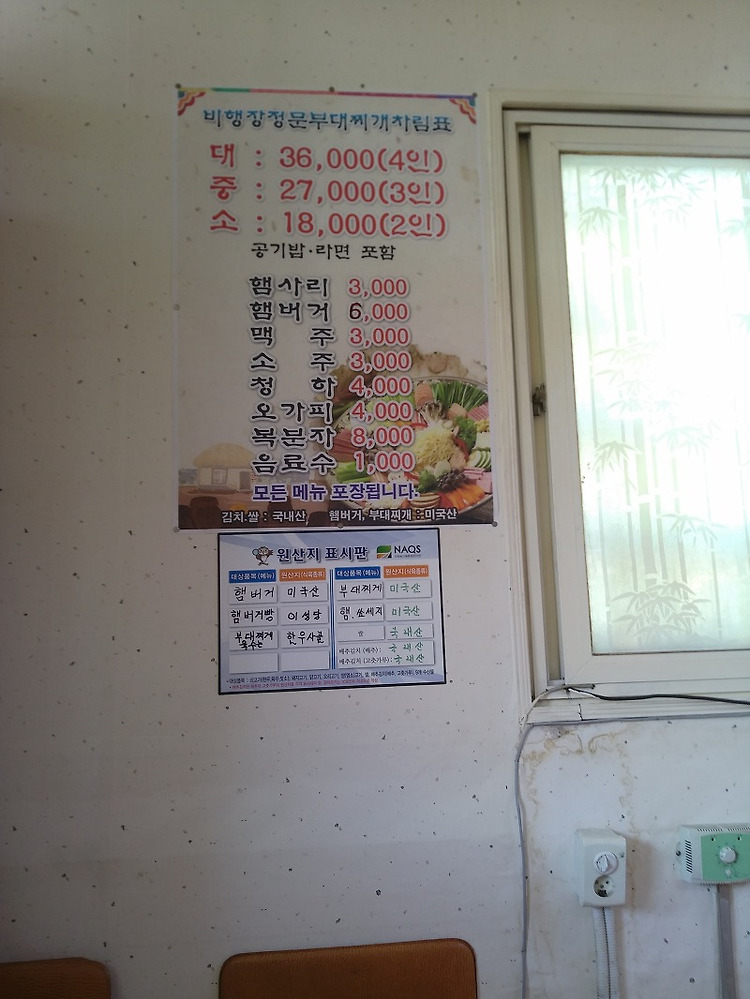 비행장정문부대찌개차림표
대 : 36,000(4인)
중 : 27,000(3인)
소 : 18,000(2인)
공기밥·라면 포함
햄사리 3,000
햄버거 6,000
맥주 3,000
소주 3,000
청하 4,000
오가피 4,000
복분자 8,000
음료수 1,000
모든 메뉴 포장됩니다.
김치.쌀 : 국내산 햄버거, 부대찌개 : 미국산
원산지 표시판 NAQS
대상품목 (메뉴) 원산지 (식육종류) 대상품목 (메뉴) 원산지 (식육종류)
햄버거 미국산 부대찌게 미국산
햄버거빵 이성당 햄.쏘세지 미국산
부대찌게 육수는 한우사골 쌀 국내산
배추김치 (배추) : 국내산
배추김치 (고춧가루) : 국내산